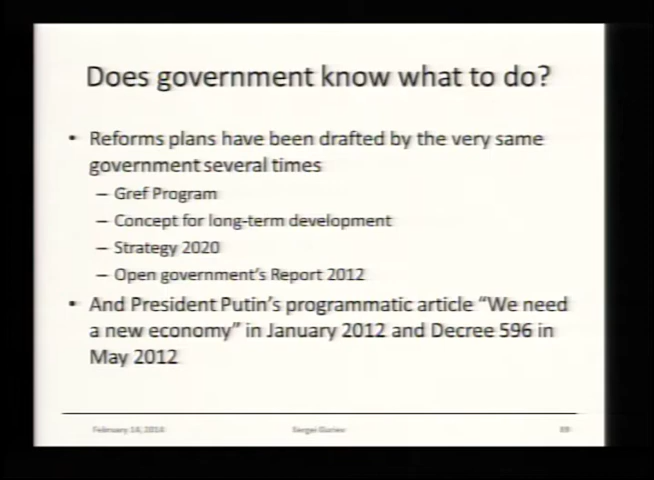 Does government know what to do?
• Reforms plans have been drafted by the very same
government several times
– Gref Program
– Concept for long-term development
– Strategy 2020
– Open government's Report 2012
• And President Putin's programmatic article "We need
a new economy" in January 2012 and Decree 596 in
May 2012
February 14, 2014 Sergei Guriev